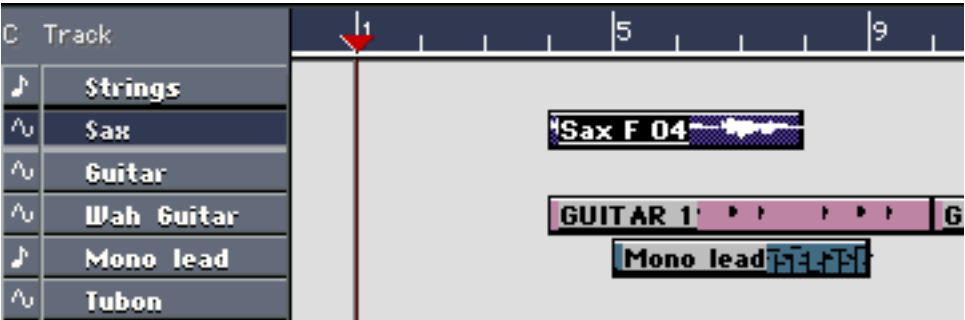 C Track 1 5 9
Strings
Sax Sax F 04
Guitar
Wah Guitar GUITAR 1 G
Mono lead Mono lead
Tubon